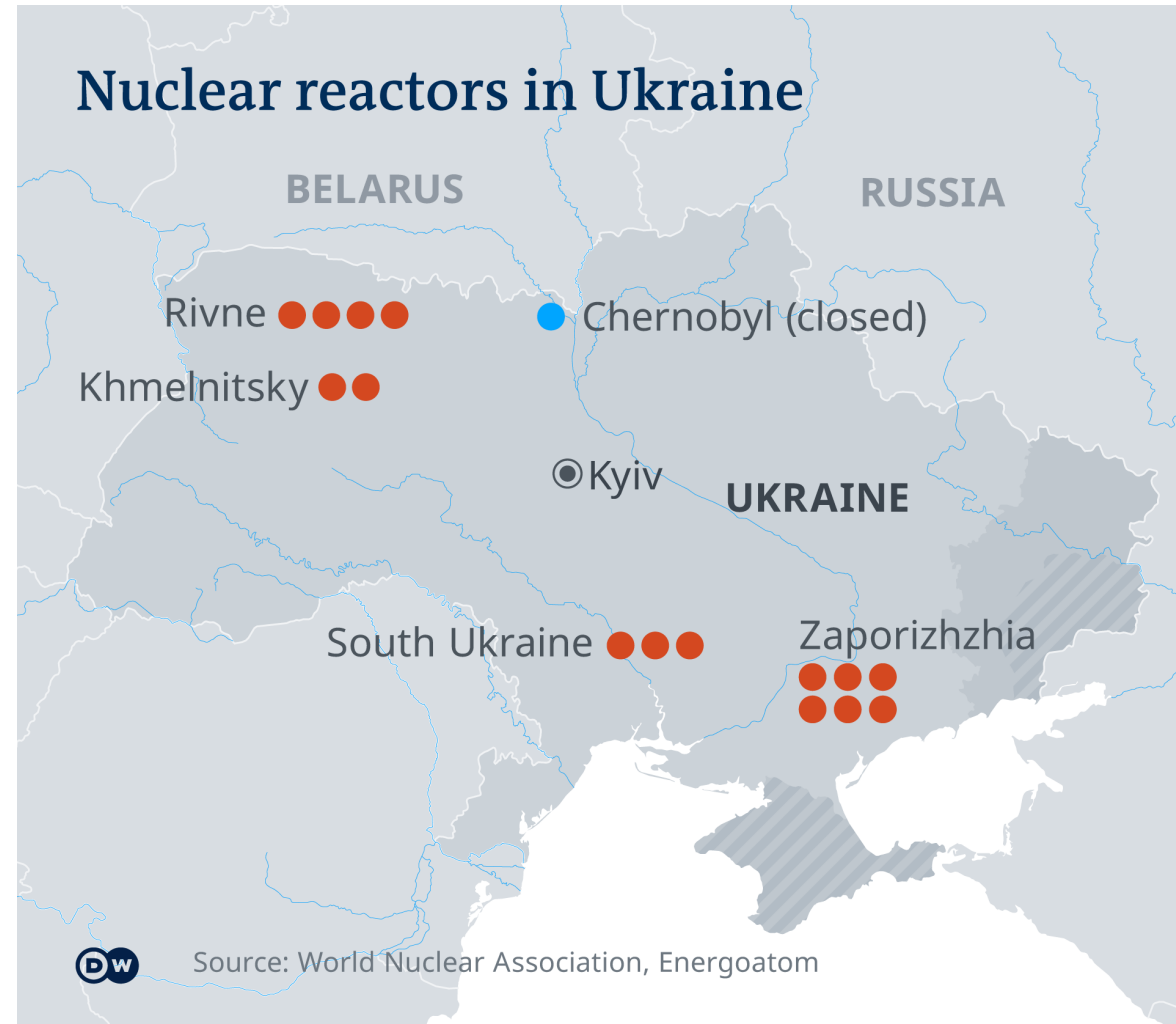 Nuclear reactors in Ukraine
BELARUS
RUSSIA
Rivne
Chernobyl (closed)
Khmelnitsky
Kyiv
UKRAINE
South Ukraine
Zaporizhzhia
DW
Source: World Nuclear Association, Energoatom